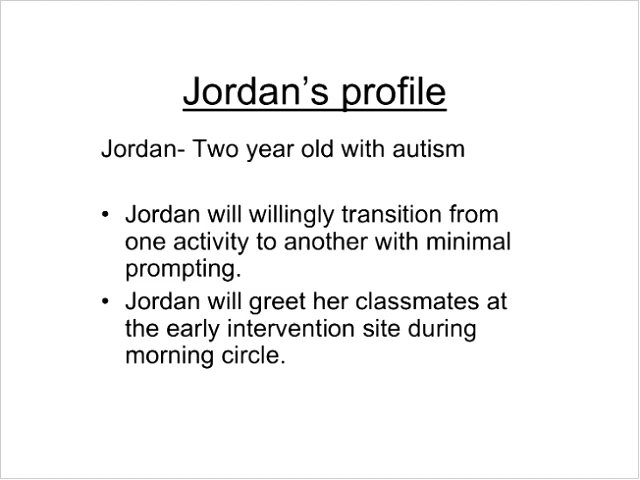 Jordan’s profile
Jordan- Two year old with autism
• Jordan will willingly transition from
one activity to another with minimal
prompting.
• Jordan will greet her classmates at
the early intervention site during
morning circle.